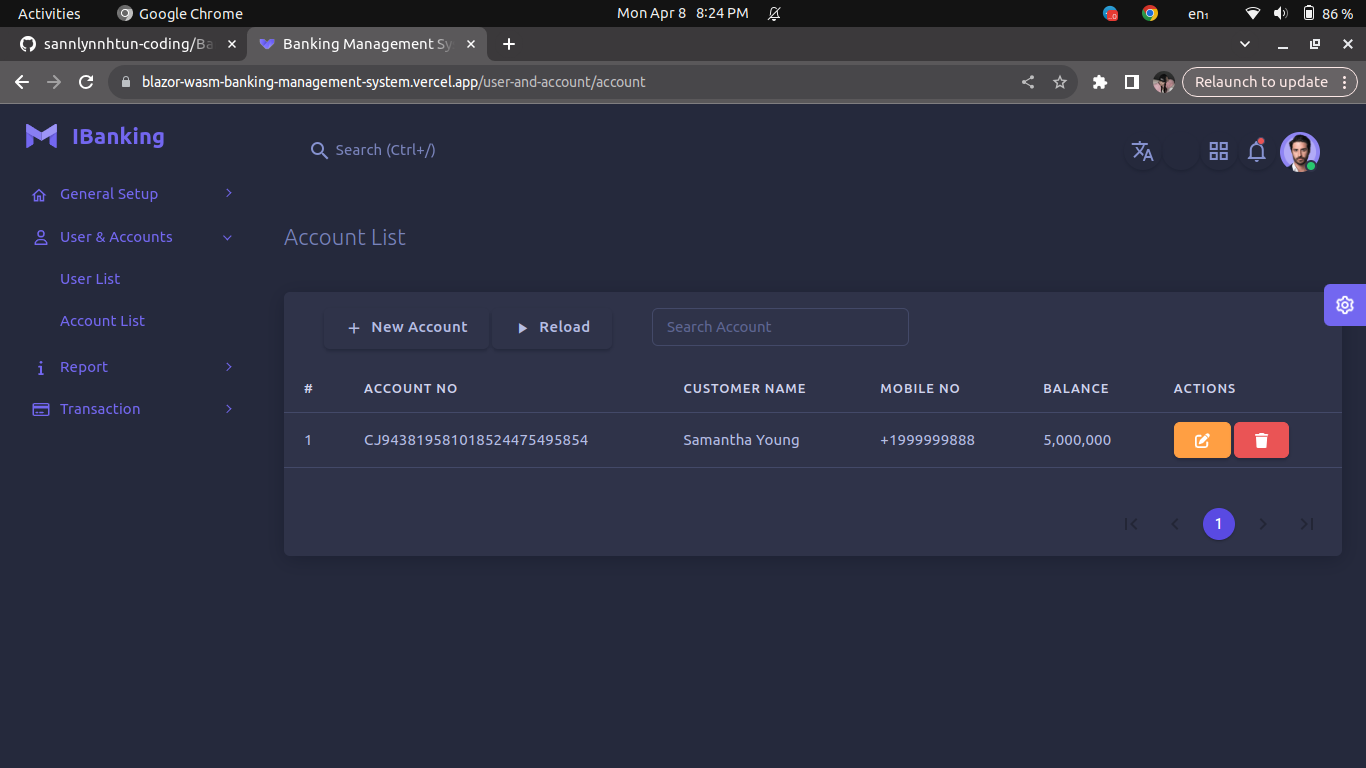 Activities Google Chrome Mon Apr 8 8:24 PM en₁ 86 %
sannlynnhtun-coding/Ba Banking Management Sy
blazor-wasm-banking-management-system.vercel.app/user-and-account/account Relaunch to update
IBanking
Search (Ctrl+/)
General Setup
User & Accounts
User List
Account List
Report
Transaction
Account List
New Account Reload Search Account
# ACCOUNT NO CUSTOMER NAME MOBILE NO BALANCE ACTIONS
1 CJ943819581018524475495854 Samantha Young +1999999888 5,000,000
1